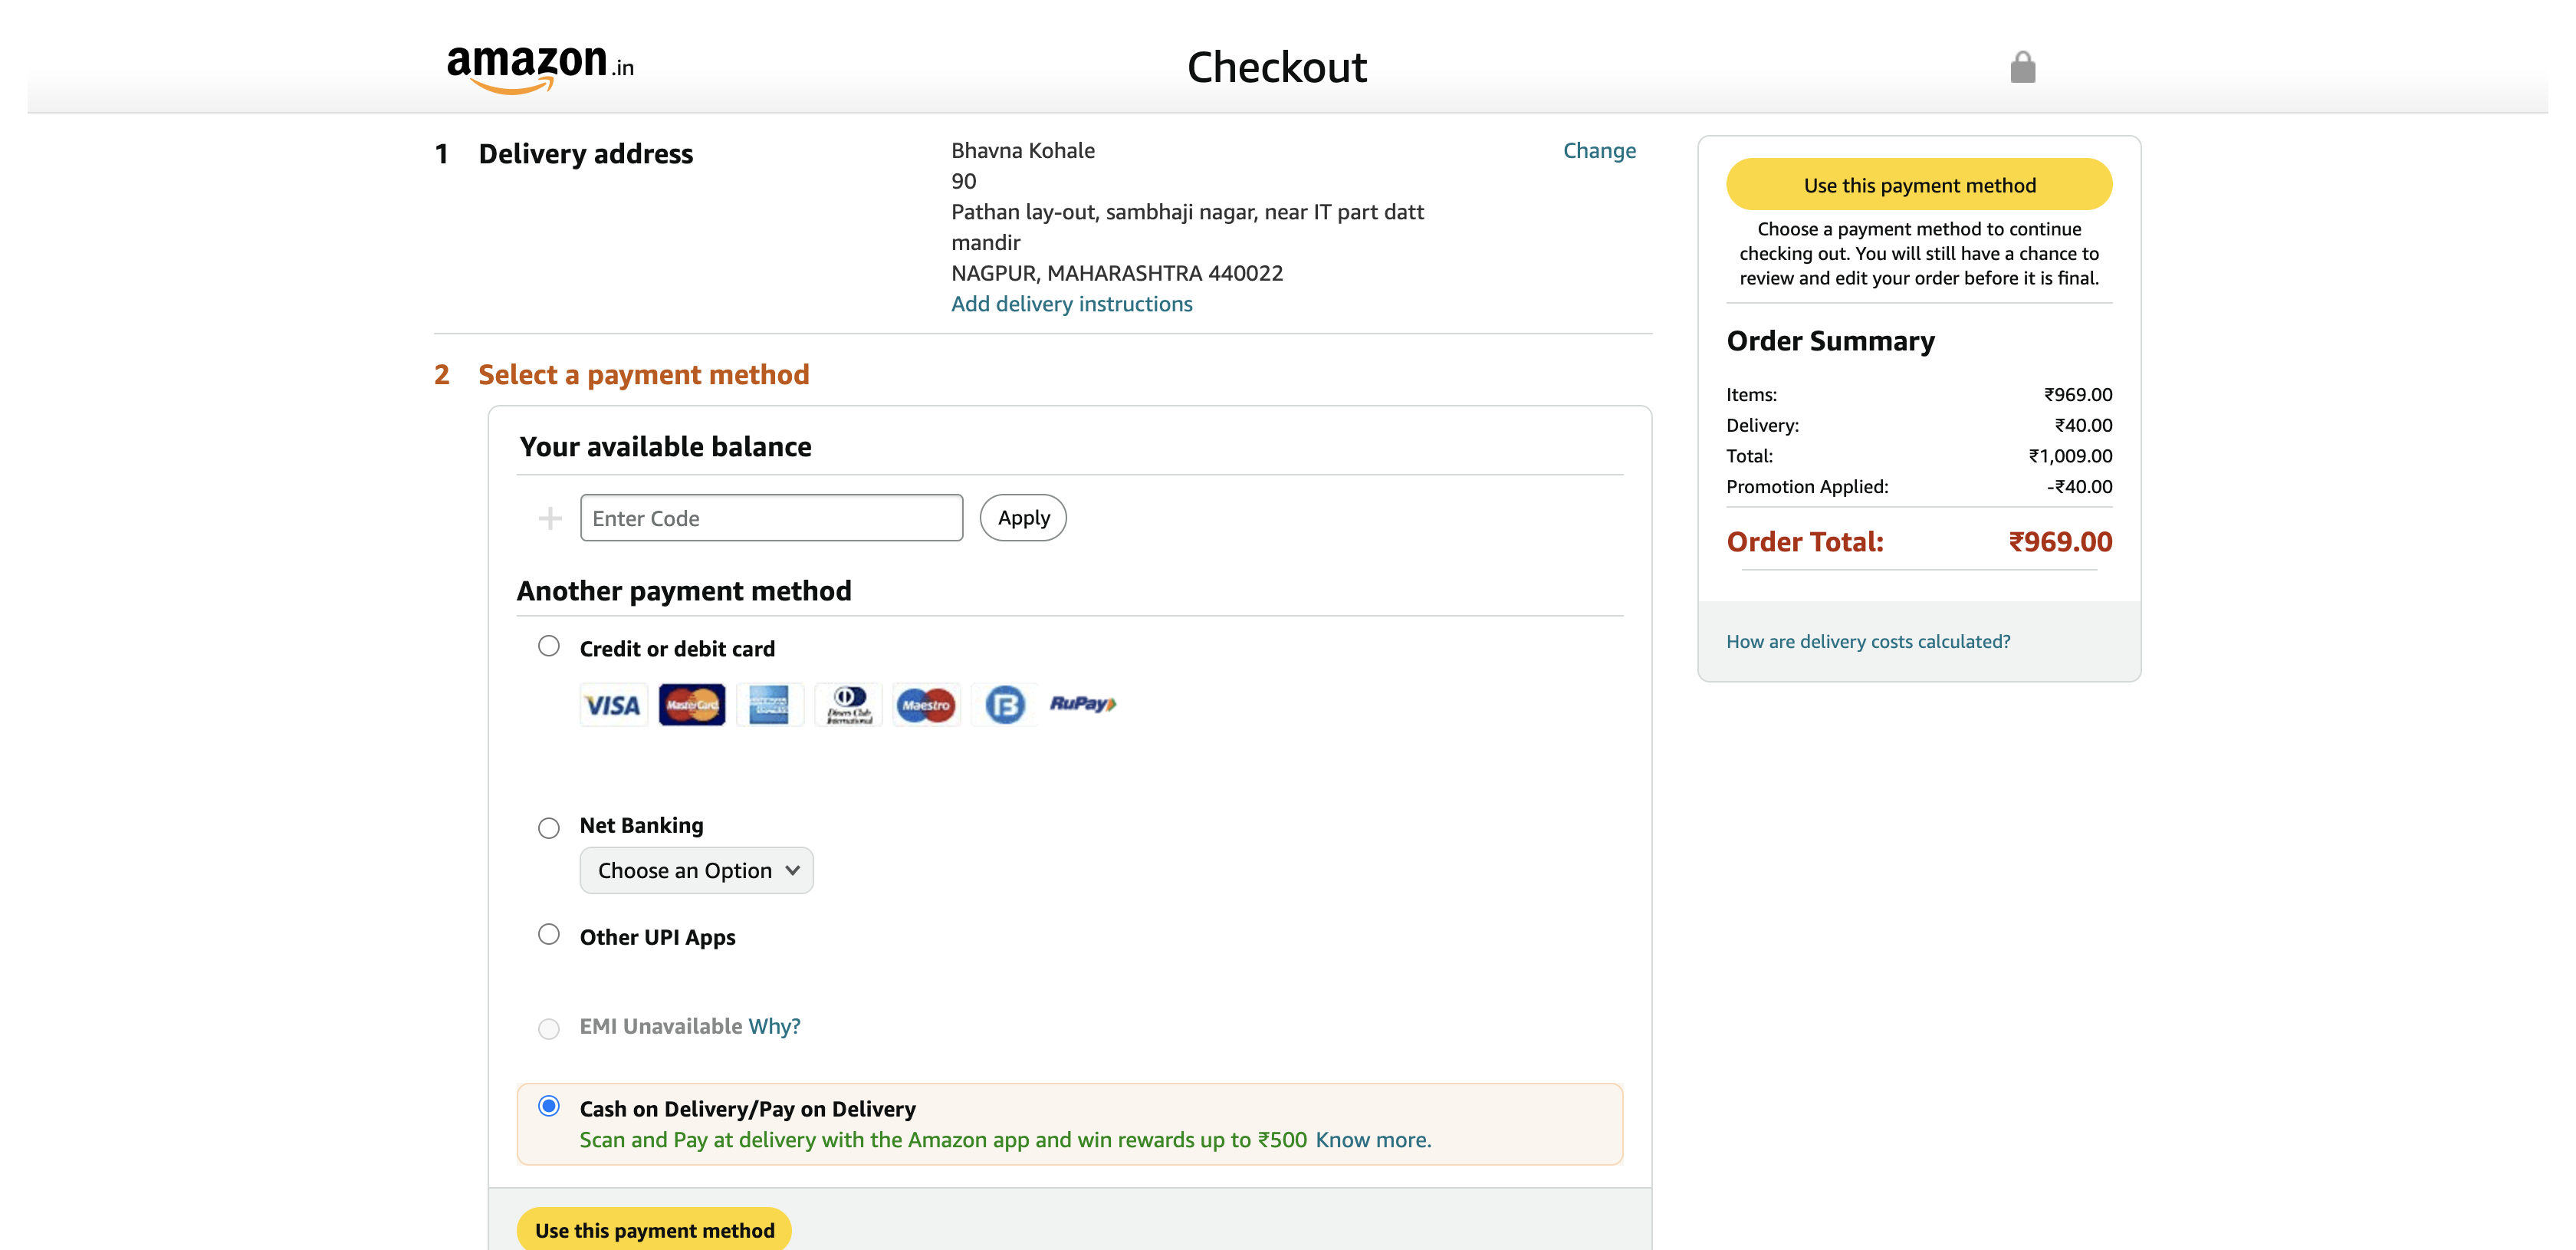 amazon.in
Checkout
1 Delivery address
Bhavna Kohale
90
Pathan lay-out, sambhaji nagar, near IT part datt
mandir
NAGPUR, MAHARASHTRA 440022
Add delivery instructions
Change
2 Select a payment method
Your available balance
Enter Code
Apply
Another payment method
Credit or debit card
VISA
MasterCard
AMERICAN EXPRESS
Diners Club International
Maestro
B
RuPay
Net Banking
Choose an Option
Other UPI Apps
EMI Unavailable Why?
Cash on Delivery/Pay on Delivery
Scan and Pay at delivery with the Amazon app and win rewards up to ₹500 Know more.
Use this payment method
Use this payment method
Choose a payment method to continue
checking out. You will still have a chance to
review and edit your order before it is final.
Order Summary
Items: ₹969.00
Delivery: ₹40.00
Total: ₹1,009.00
Promotion Applied: -₹40.00
Order Total: ₹969.00
How are delivery costs calculated?